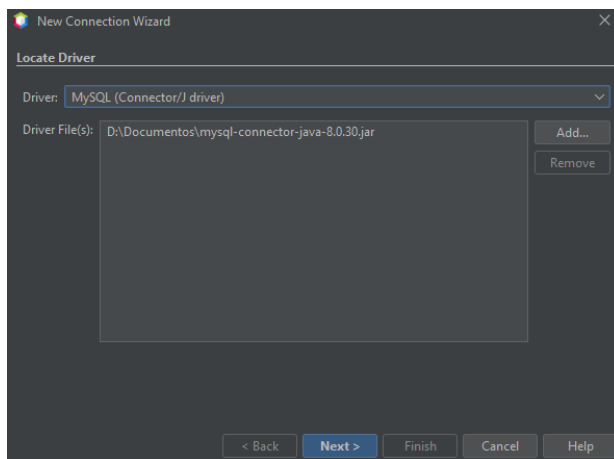 New Connection Wizard
Locate Driver
Driver: MySQL (Connector/J driver)
Driver File(s): D:\Documentos\mysql-connector-java-8.0.30.jar
Add...
Remove
< Back Next > Finish Cancel Help